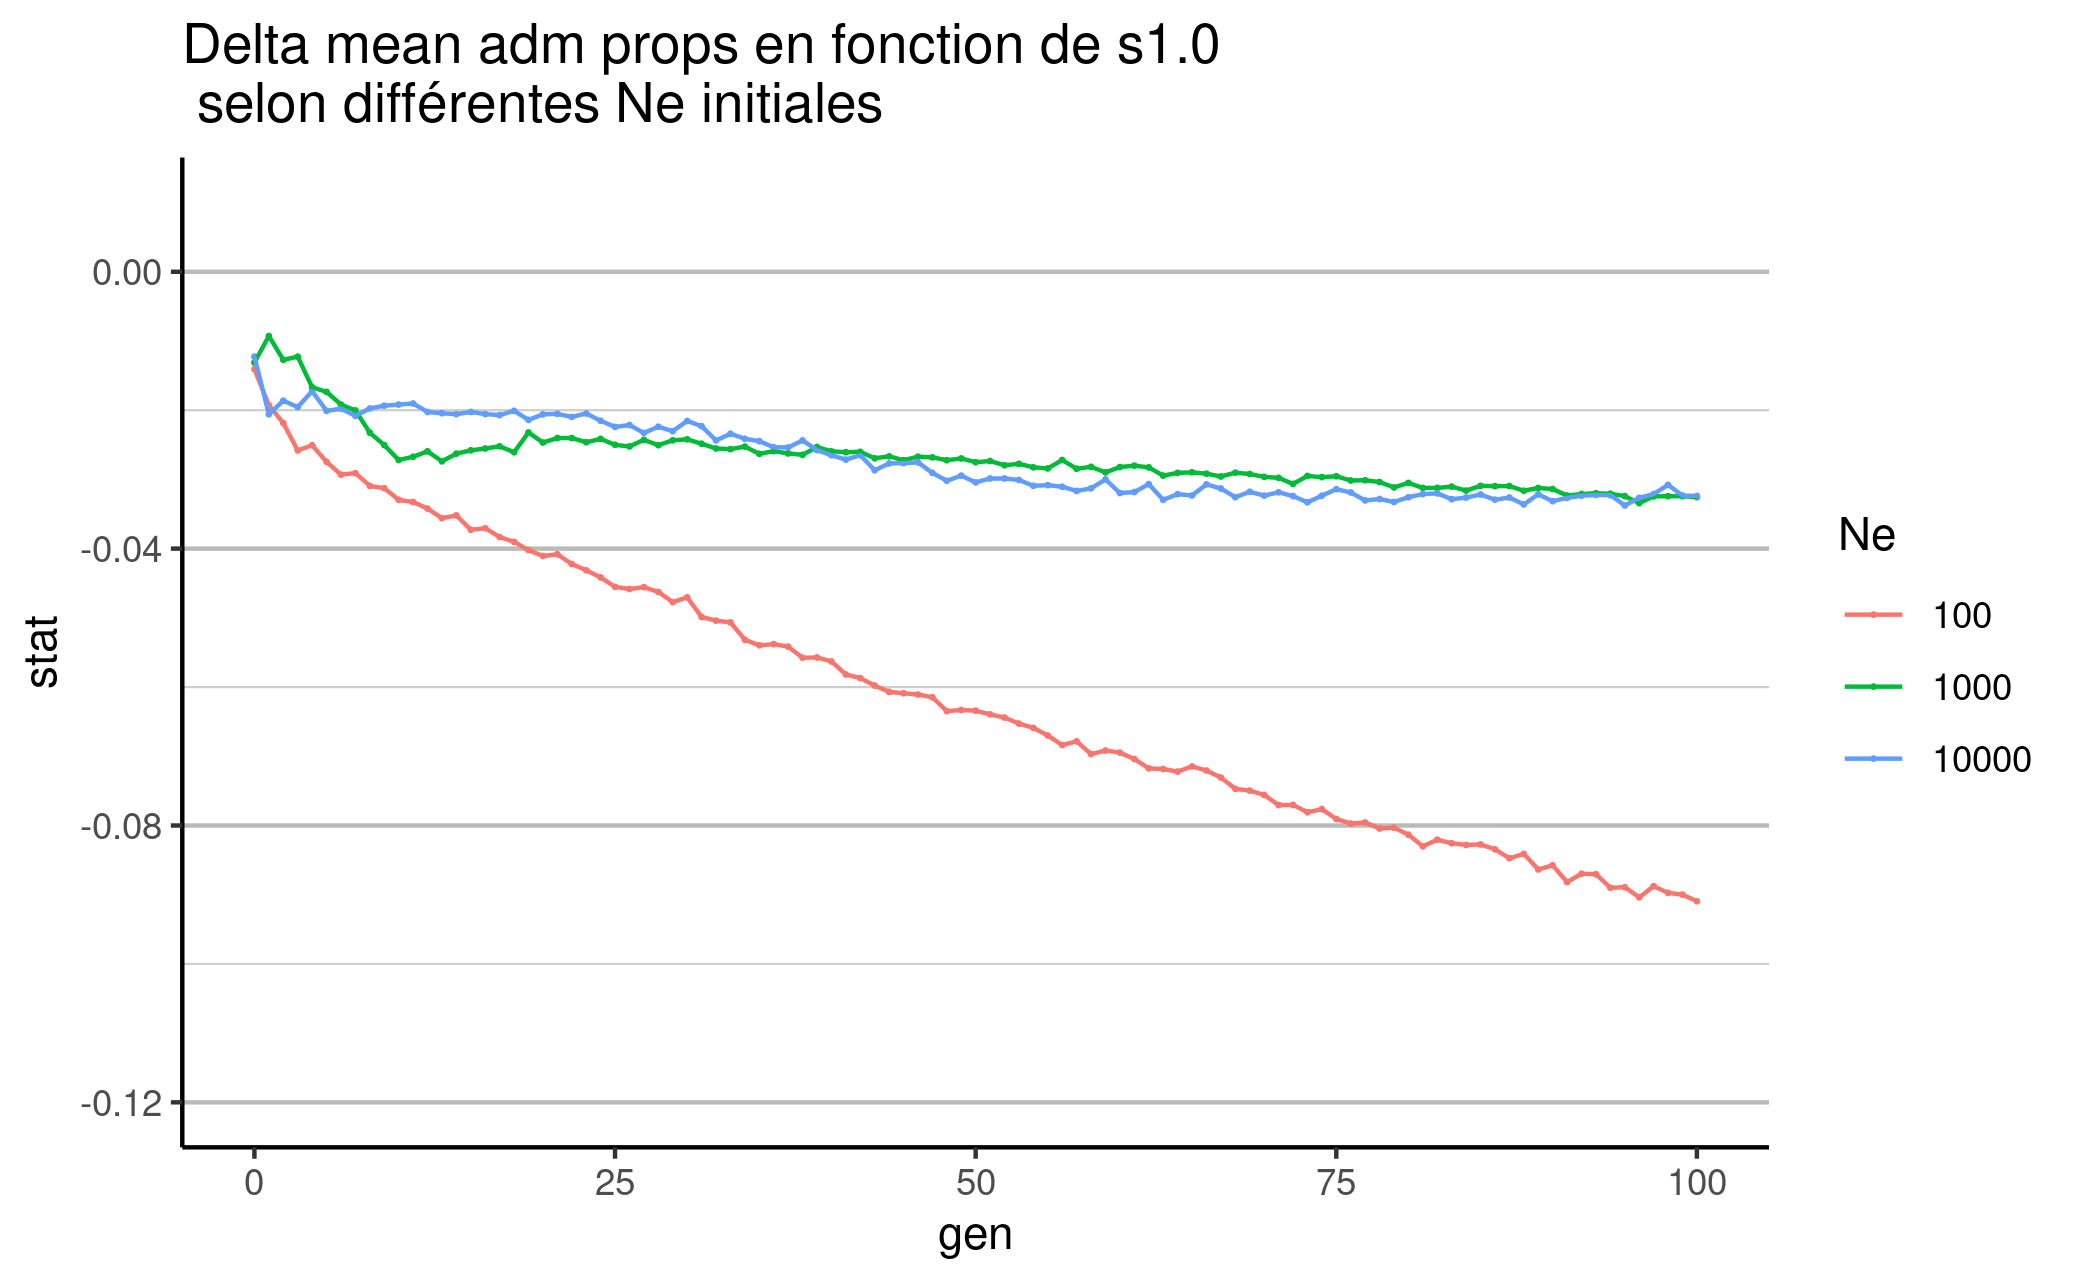 Delta mean adm props en fonction de s1.0
selon différentes Ne initiales
0.00
-0.04
-0.08
-0.12
stat
0 25 50 75 100
gen
Ne
100
1000
10000